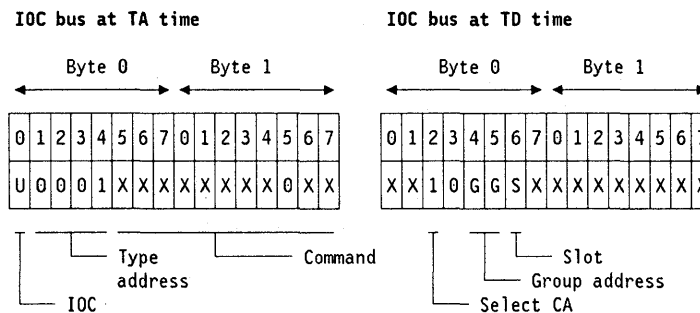 IOC bus at TA time
IOC bus at TD time
Byte 0 Byte 1
Byte 0 Byte 1
0 1 2 3 4 5 6 7 0 1 2 3 4 5 6 7
U 0 0 0 1 X X X X X X X X 0 X X
0 1 2 3 4 5 6 7 0 1 2 3 4 5 6 7
X X 1 0 G G S X X X X X X X X X
Type address
Command
IOC
Slot
Group address
Select CA